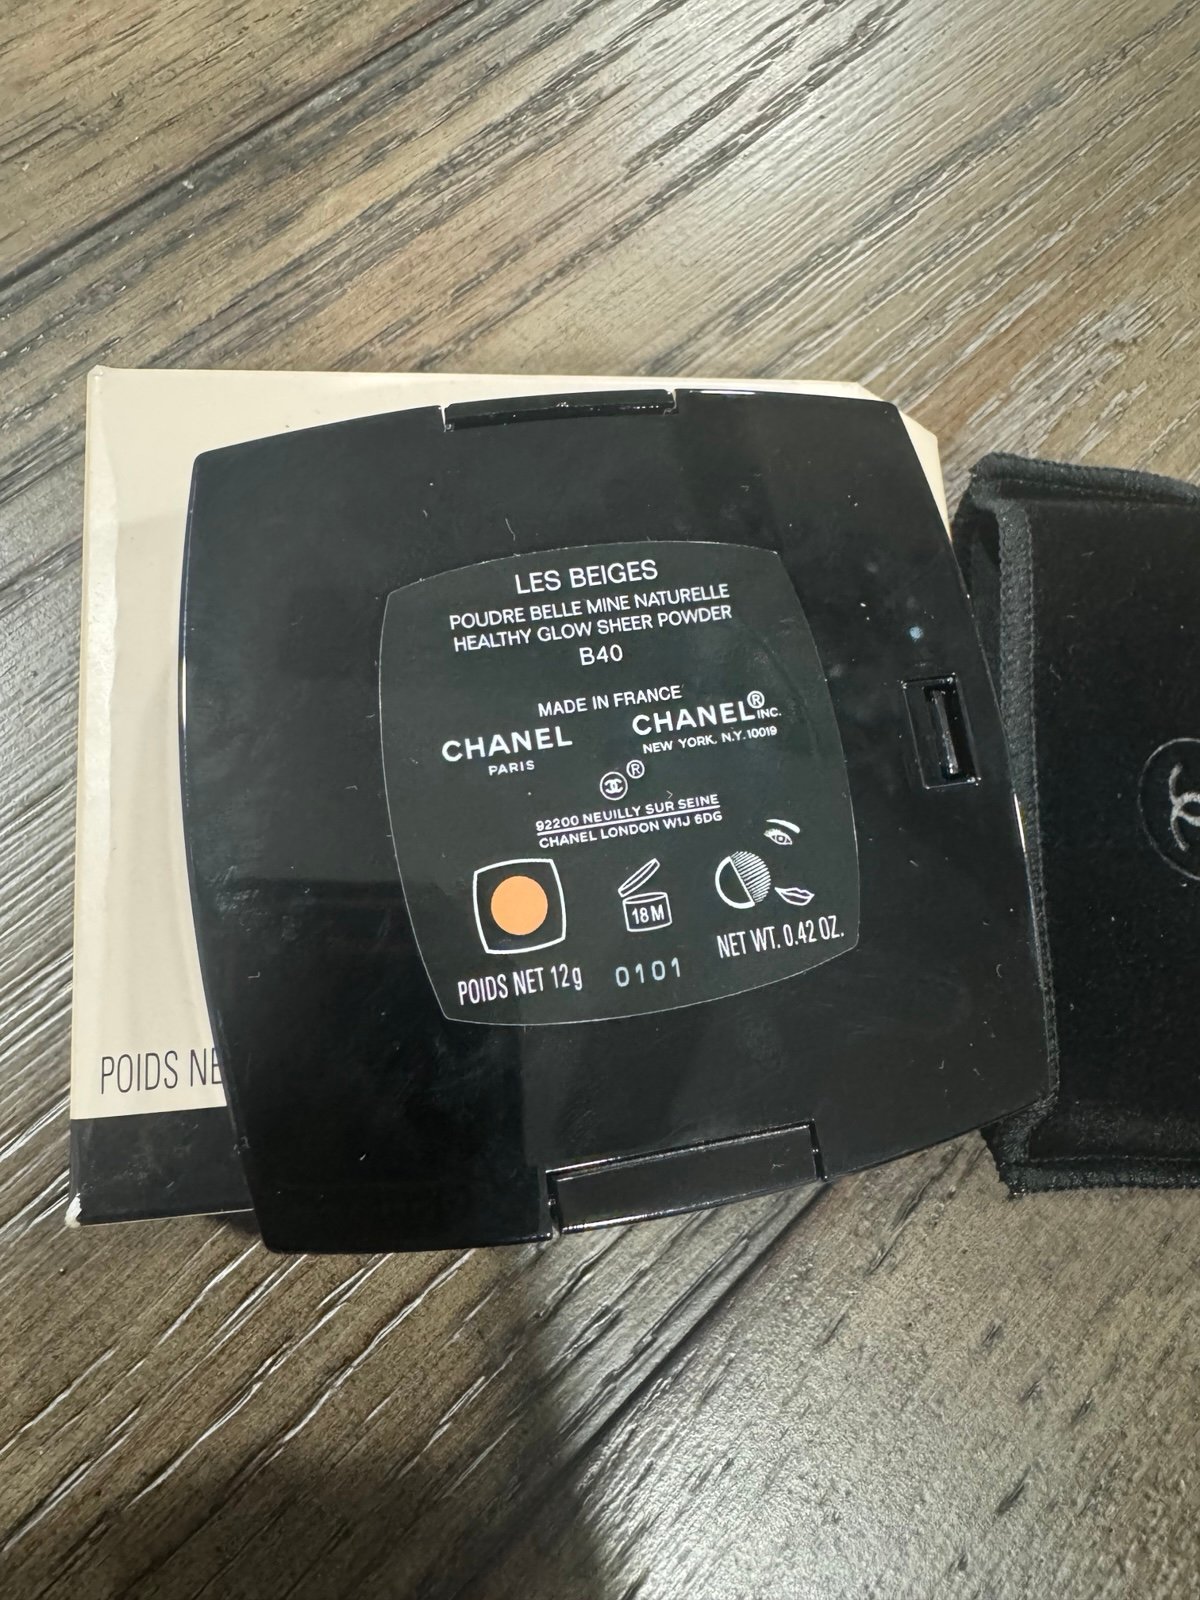 LES BEIGES
POUDRE BELLE MINE NATURELLE
HEALTHY GLOW SHEER POWDER
B40
MADE IN FRANCE
CHANEL CHANEL® INC.
PARIS NEW YORK. N.Y. 10019
®
92200 NEUILLY SUR SEINE
CHANEL LONDON W1J 6DG
18M
POIDS NET 12g 0101 NET WT. 0.42 OZ.
POIDS NE